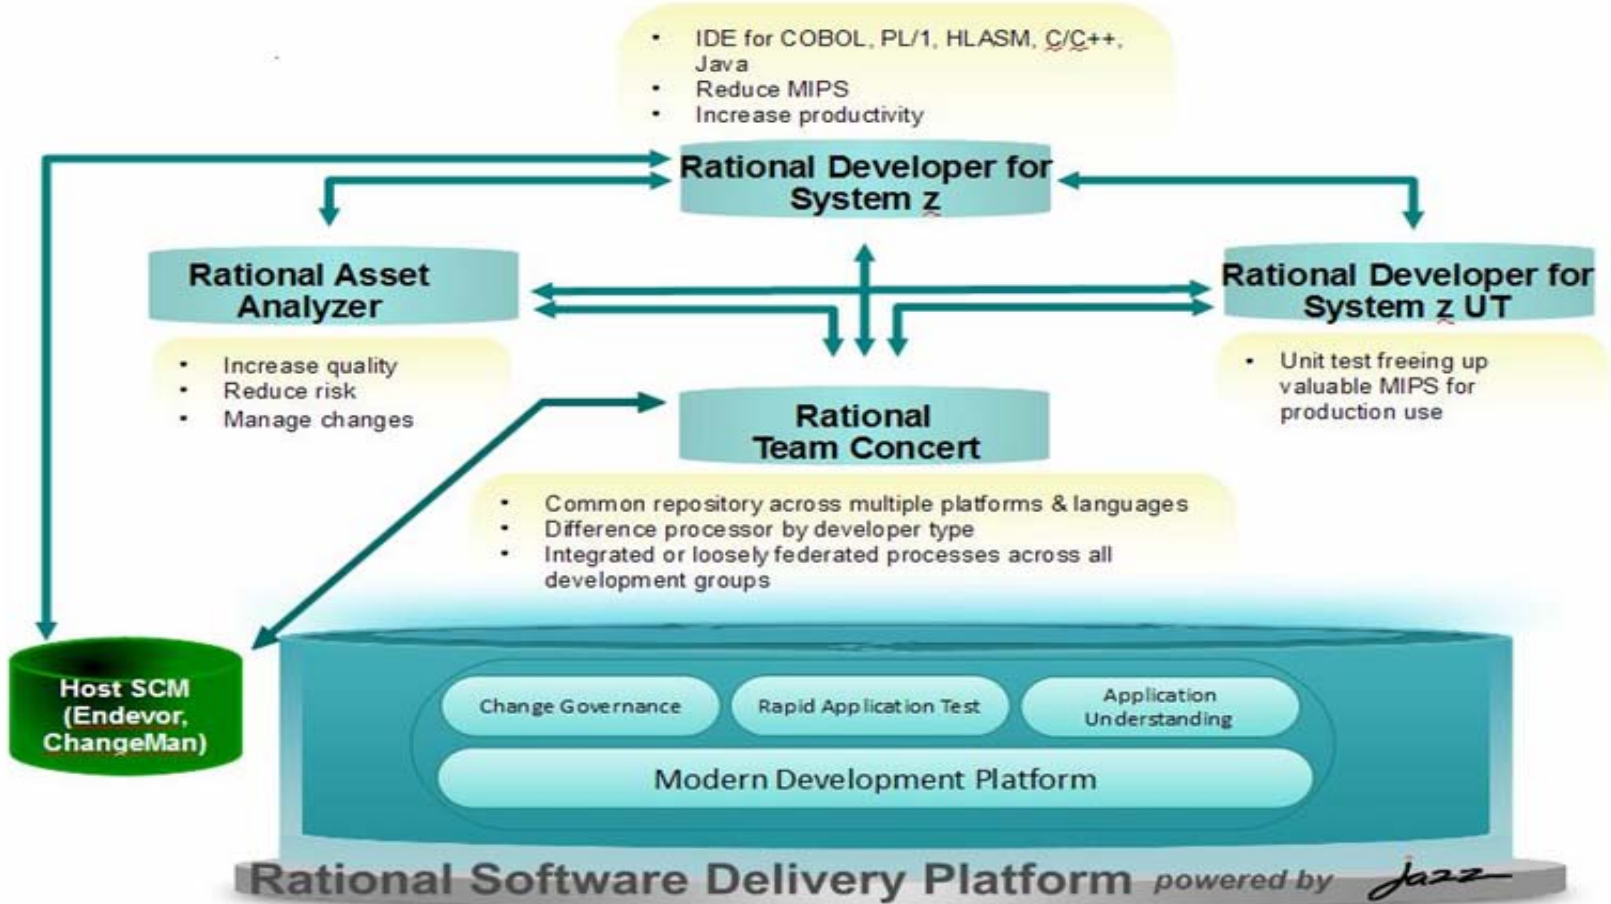 • IDE for COBOL, PL/1, HLASM, C/C++,
Java
• Reduce MIPS
• Increase productivity
Rational Developer for
System z
Rational Asset
Analyzer
• Increase quality
• Reduce risk
• Manage changes
Rational Developer for
System z UT
• Unit test freeing up
valuable MIPS for
production use
Rational
Team Concert
• Common repository across multiple platforms & languages
• Difference processor by developer type
• Integrated or loosely federated processes across all
development groups
Host SCM
(Endevor,
ChangeMan)
Change Governance
Rapid Application Test
Application
Understanding
Modern Development Platform
Rational Software Delivery Platform powered by jazz